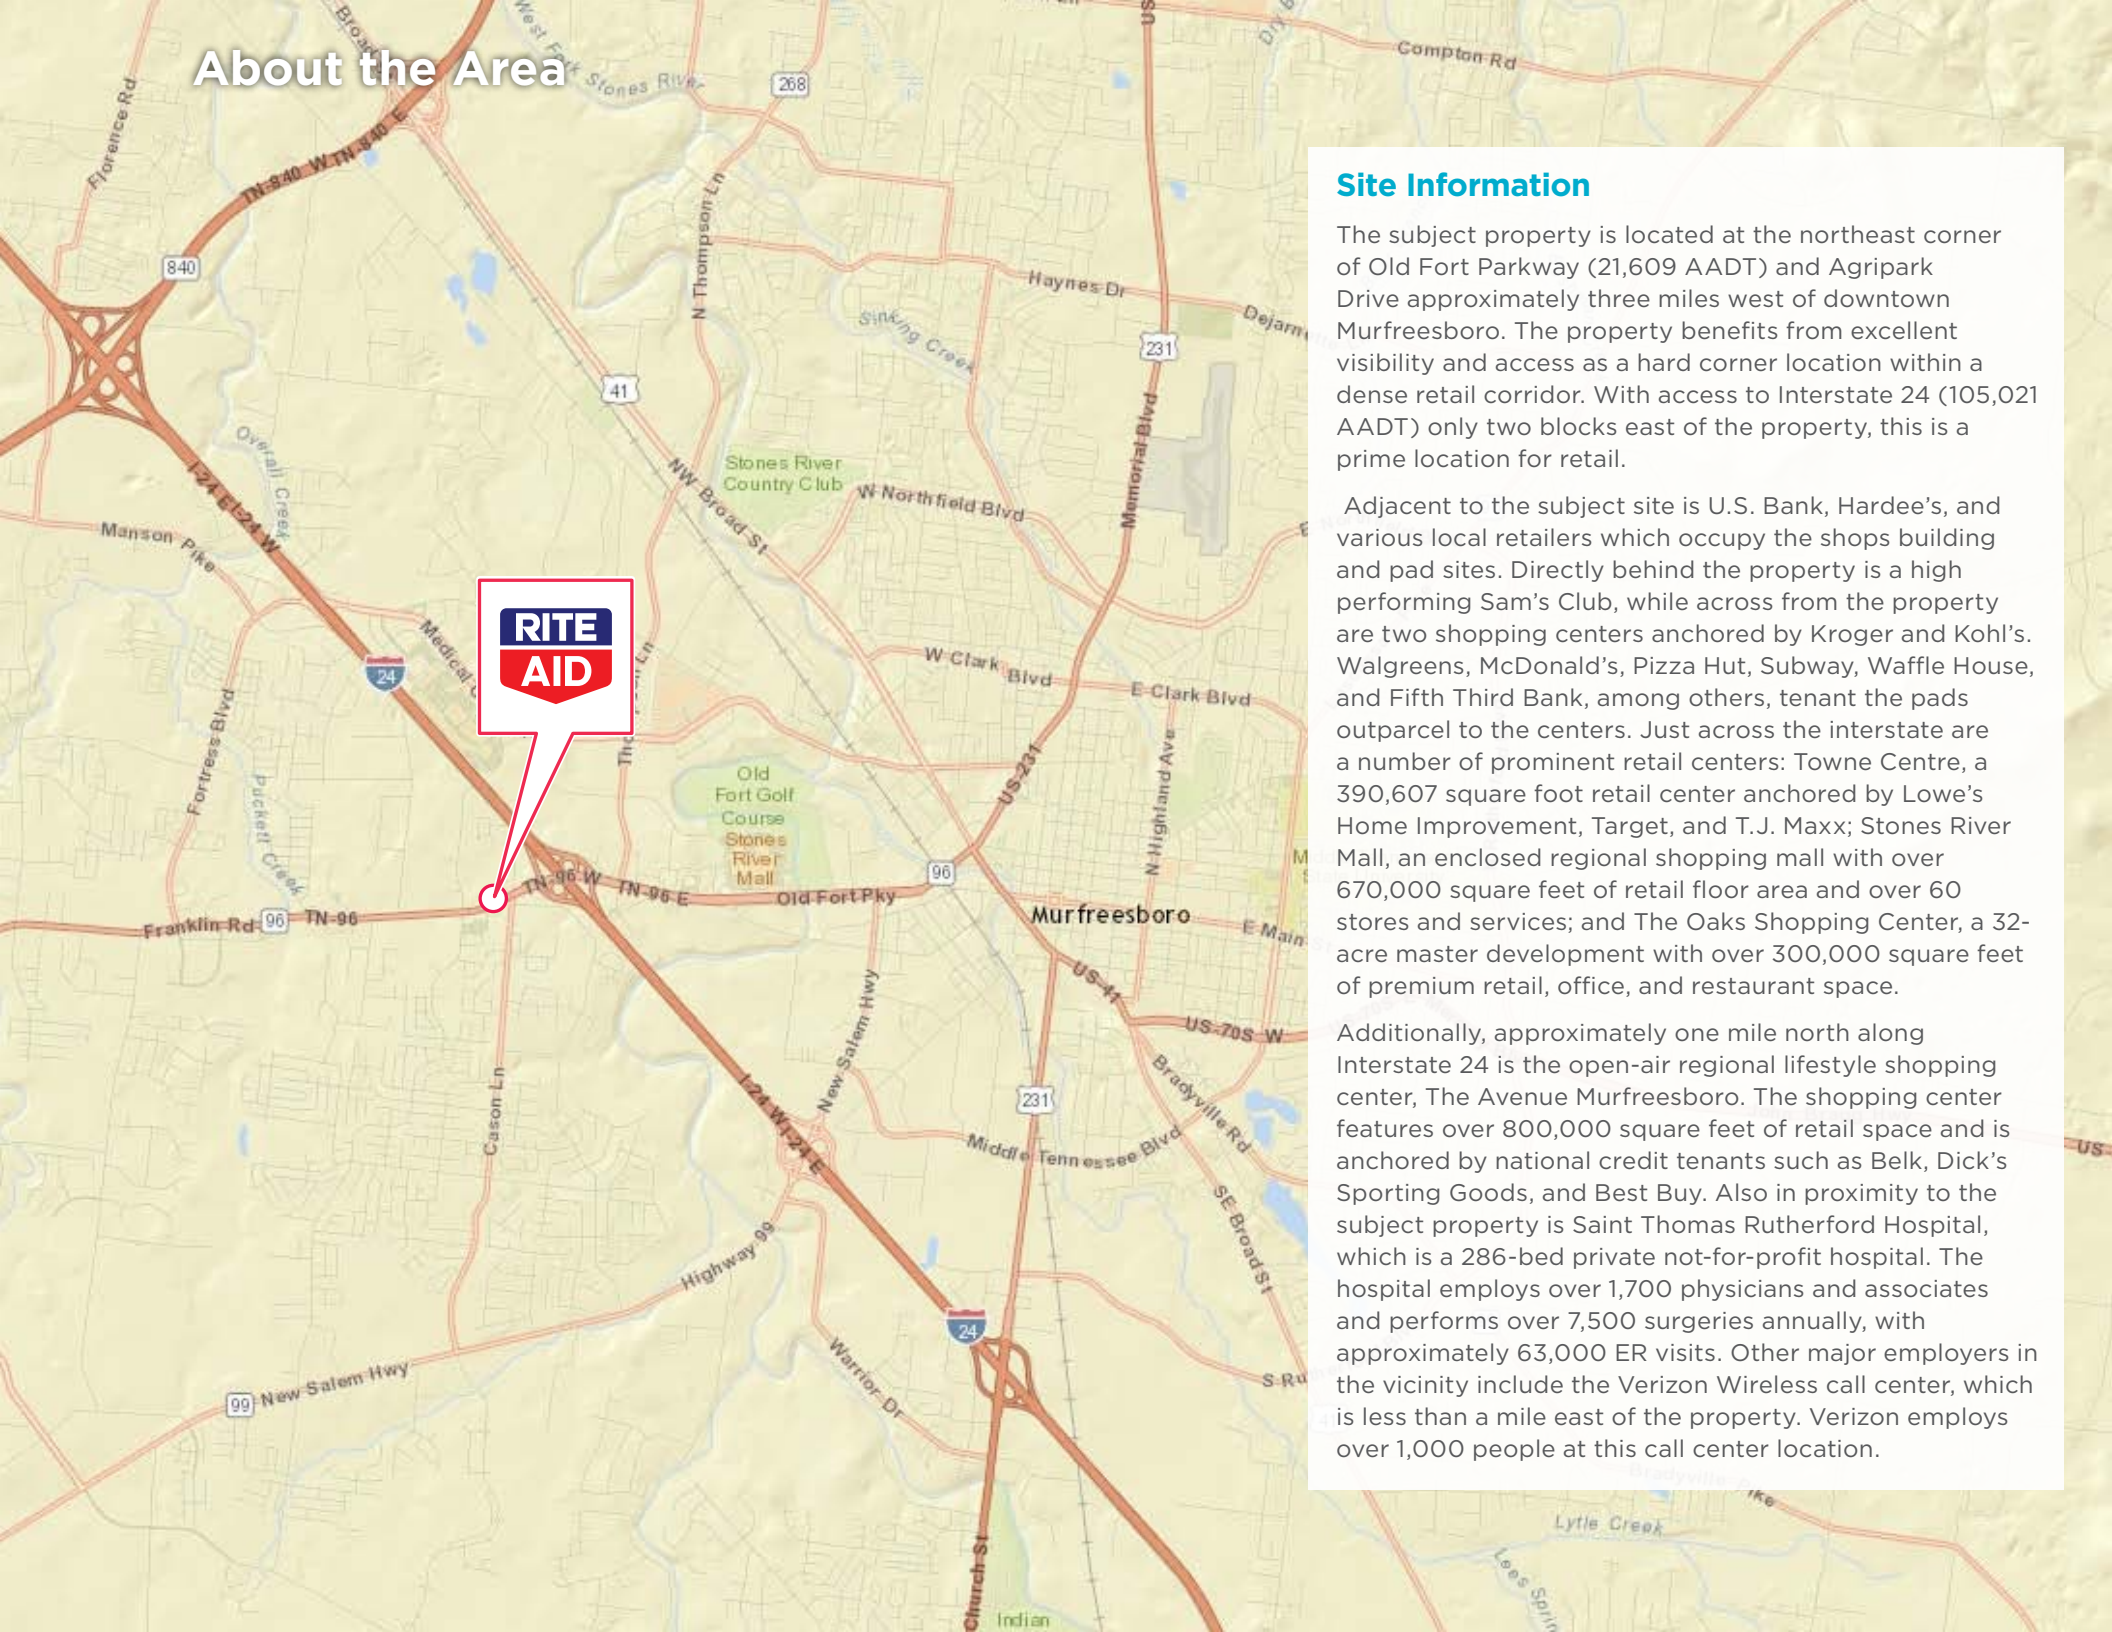 About the Area
Broad
West Fork Stones River
268
Compton Rd
Florence Rd
TN-840 W
TN-840 E
840
N Thompson Ln
Haynes Dr
Sinking Creek
231
41
Overall Creek
Stones River
Country Club
W Northfield Blvd
NW Broad St
Memorial Blvd
I-24 E
I-24 W
Manson Pike
24
RITE
AID
W Clark Blvd
E Clark Blvd
Fortress Blvd
Puckett Creek
Old
Fort Golf
Course
Stones
River
Mall
US-231
N Highland Ave
96
TN-96 W
TN-96 E
Old Fort Pky
Murfreesboro
Franklin Rd
96
TN-96
E Main
US-41
US-70S W
New Salem Hwy
Cason Ln
I-24 W
I-24 E
231
Bradyville Rd
Middle Tennessee Blvd
SE Broad St
Highway 99
24
Warrior Dr
99
New Salem Hwy
Church St
Indian
Site Information
The subject property is located at the northeast corner
of Old Fort Parkway (21,609 AADT) and Agripark
Drive approximately three miles west of downtown
Murfreesboro. The property benefits from excellent
visibility and access as a hard corner location within a
dense retail corridor. With access to Interstate 24 (105,021
AADT) only two blocks east of the property, this is a
prime location for retail.
Adjacent to the subject site is U.S. Bank, Hardee’s, and
various local retailers which occupy the shops building
and pad sites. Directly behind the property is a high
performing Sam’s Club, while across from the property
are two shopping centers anchored by Kroger and Kohl’s.
Walgreens, McDonald’s, Pizza Hut, Subway, Waffle House,
and Fifth Third Bank, among others, tenant the pads
outparcel to the centers. Just across the interstate are
a number of prominent retail centers: Towne Centre, a
390,607 square foot retail center anchored by Lowe’s
Home Improvement, Target, and T.J. Maxx; Stones River
Mall, an enclosed regional shopping mall with over
670,000 square feet of retail floor area and over 60
stores and services; and The Oaks Shopping Center, a 32-
acre master development with over 300,000 square feet
of premium retail, office, and restaurant space.
Additionally, approximately one mile north along
Interstate 24 is the open-air regional lifestyle shopping
center, The Avenue Murfreesboro. The shopping center
features over 800,000 square feet of retail space and is
anchored by national credit tenants such as Belk, Dick’s
Sporting Goods, and Best Buy. Also in proximity to the
subject property is Saint Thomas Rutherford Hospital,
which is a 286-bed private not-for-profit hospital. The
hospital employs over 1,700 physicians and associates
and performs over 7,500 surgeries annually, with
approximately 63,000 ER visits. Other major employers in
the vicinity include the Verizon Wireless call center, which
is less than a mile east of the property. Verizon employs
over 1,000 people at this call center location.
US
Lytle Creek